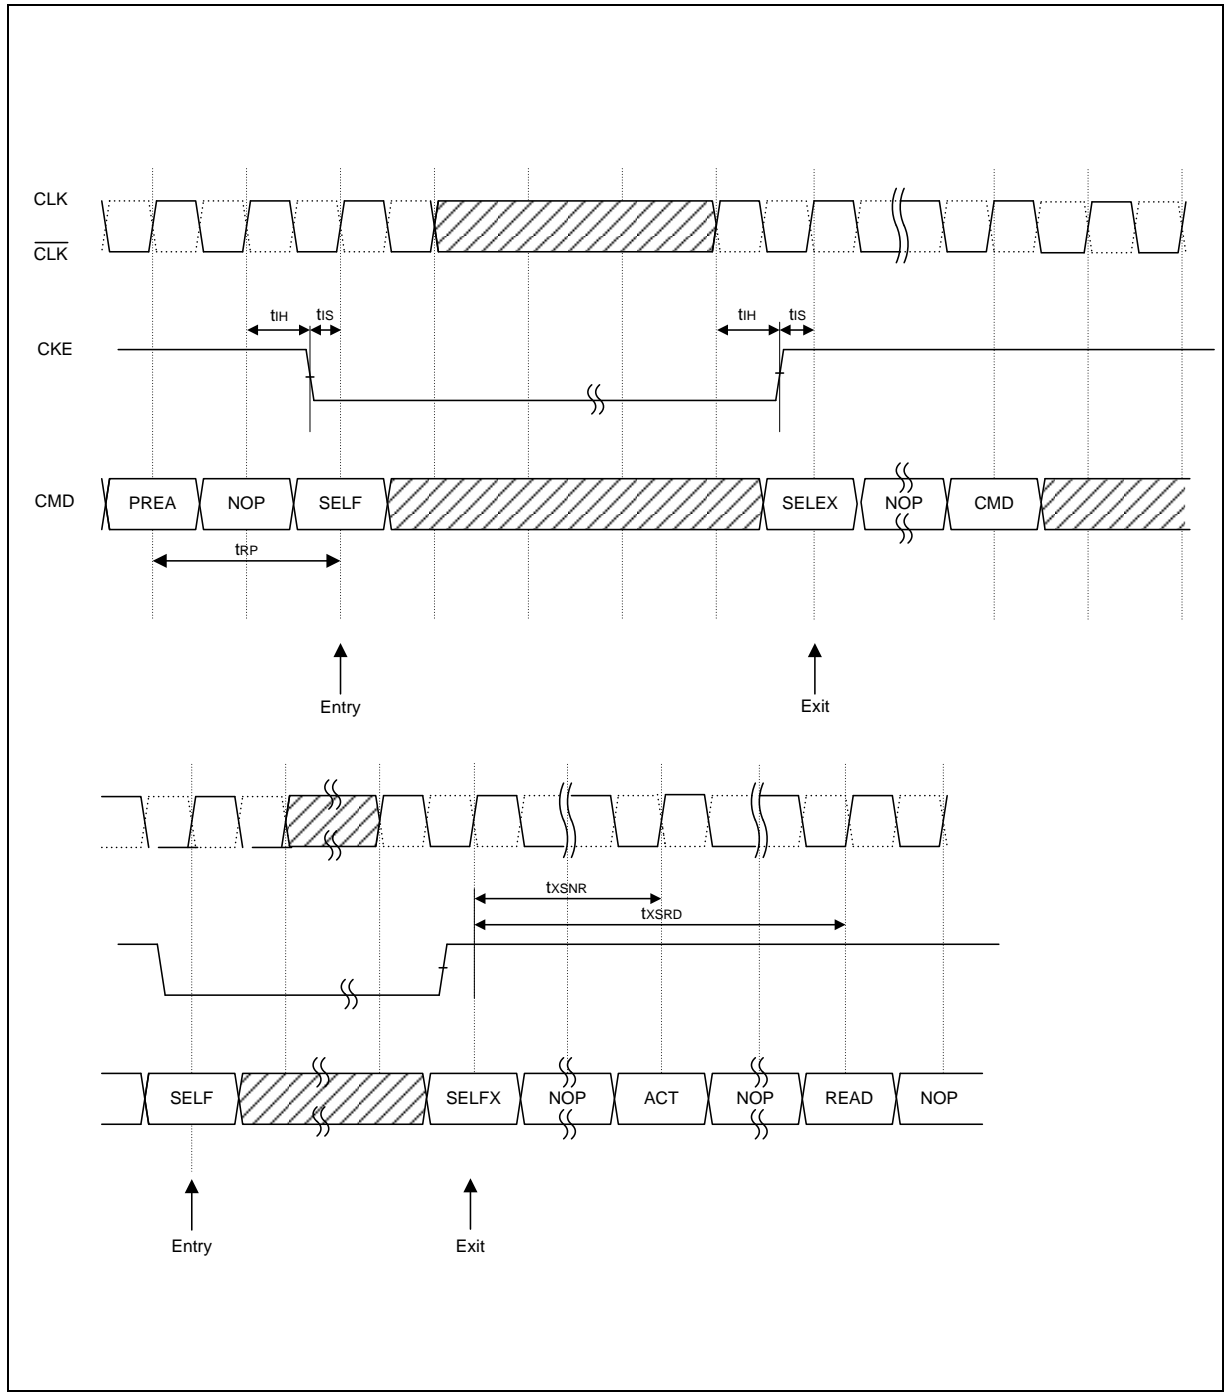 CLK
CLK
tIH tIS tIH tIS
CKE
CMD PREA NOP SELF SELEX NOP CMD
tRP
Entry Exit
tXSNR
tXSRD
SELF SELFX NOP ACT NOP READ NOP
Entry Exit